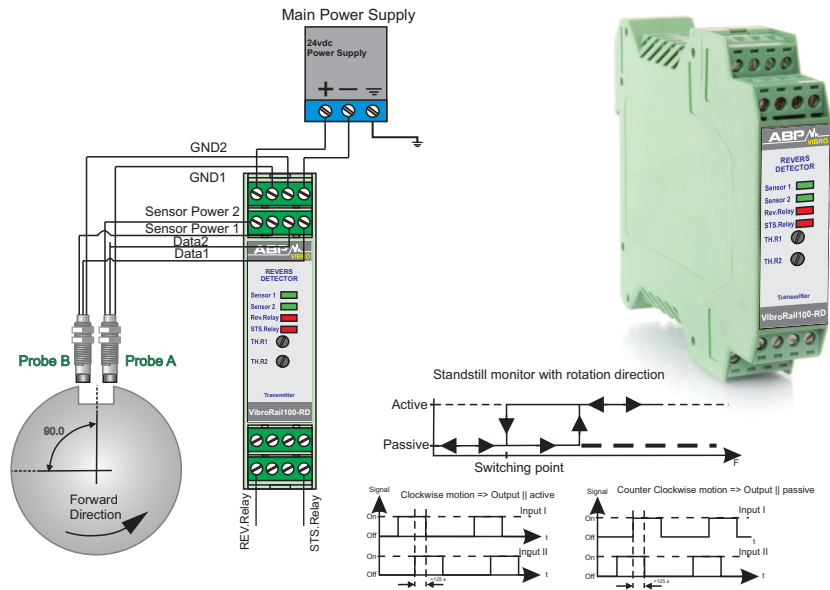 Main Power Supply
24vdc
Power Supply
+ –
GND2
GND1
Sensor Power 2
Sensor Power 1
Data2
Data1
ABP
VIBRO
REVERS
DETECTOR
Sensor 1
Sensor 2
Rev.Relay
STS.Relay
TH.R1
TH.R2
Transmitter
VibroRail100-RD
REV.Relay
STS.Relay
Probe B
Probe A
90.0
Forward
Direction
ABP
VIBRO
REVERS
DETECTOR
Sensor 1
Sensor 2
Rev.Relay
STS.Relay
TH.R1
TH.R2
Transmitter
VibroRail100-RD
Standstill monitor with rotation direction
Active
Passive
Switching point
F
Signal
Clockwise motion => Output || active
Input I
On
Off
t
Input II
On
Off
t
>125 s
Signal
Counter Clockwise motion => Output || passive
Input I
On
Off
t
Input II
On
Off
t
>125 s